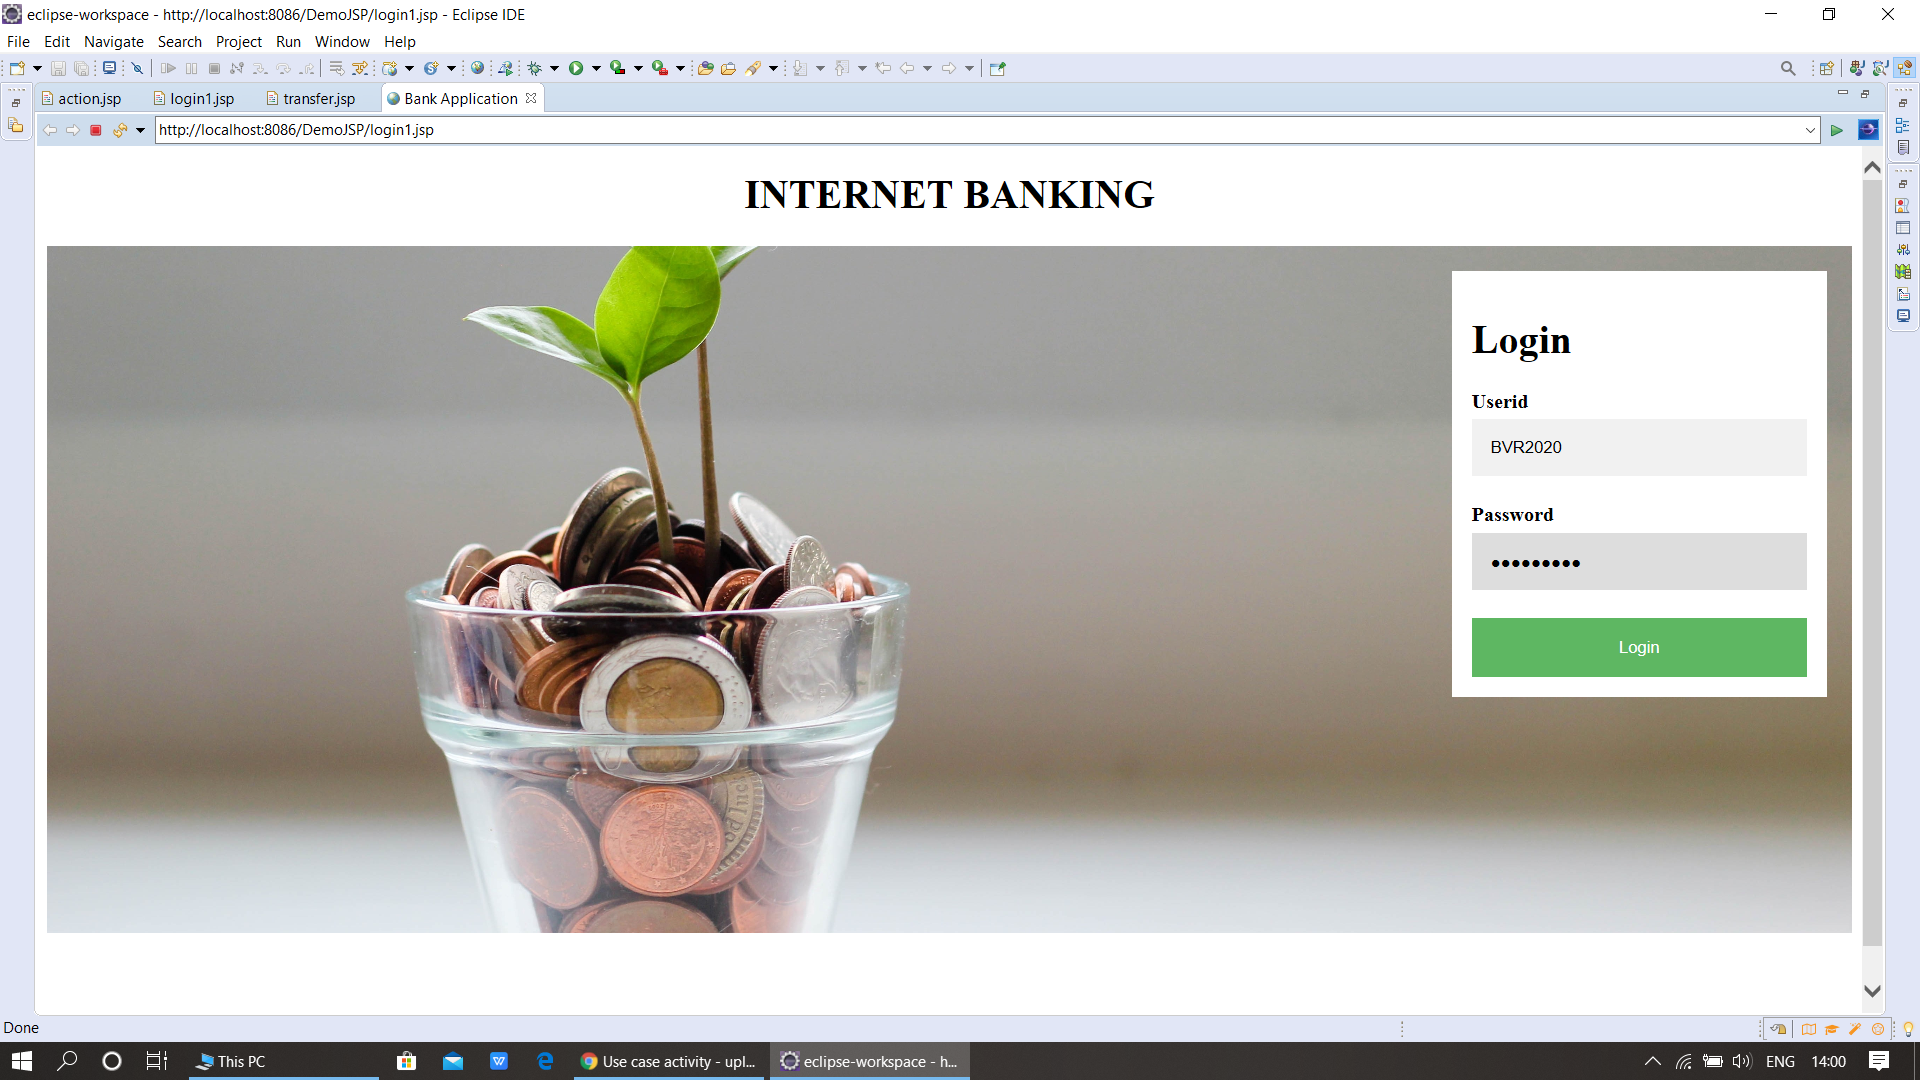 eclipse-workspace - http://localhost:8086/DemoJSP/login1.jsp - Eclipse IDE
File Edit Navigate Search Project Run Window Help
action.jsp login1.jsp transfer.jsp Bank Application
http://localhost:8086/DemoJSP/login1.jsp
INTERNET BANKING
Login
Userid
BVR2020
Password
•••••••••
Login
Done
This PC
Use case activity - upl...
eclipse-workspace - h...
ENG
14:00